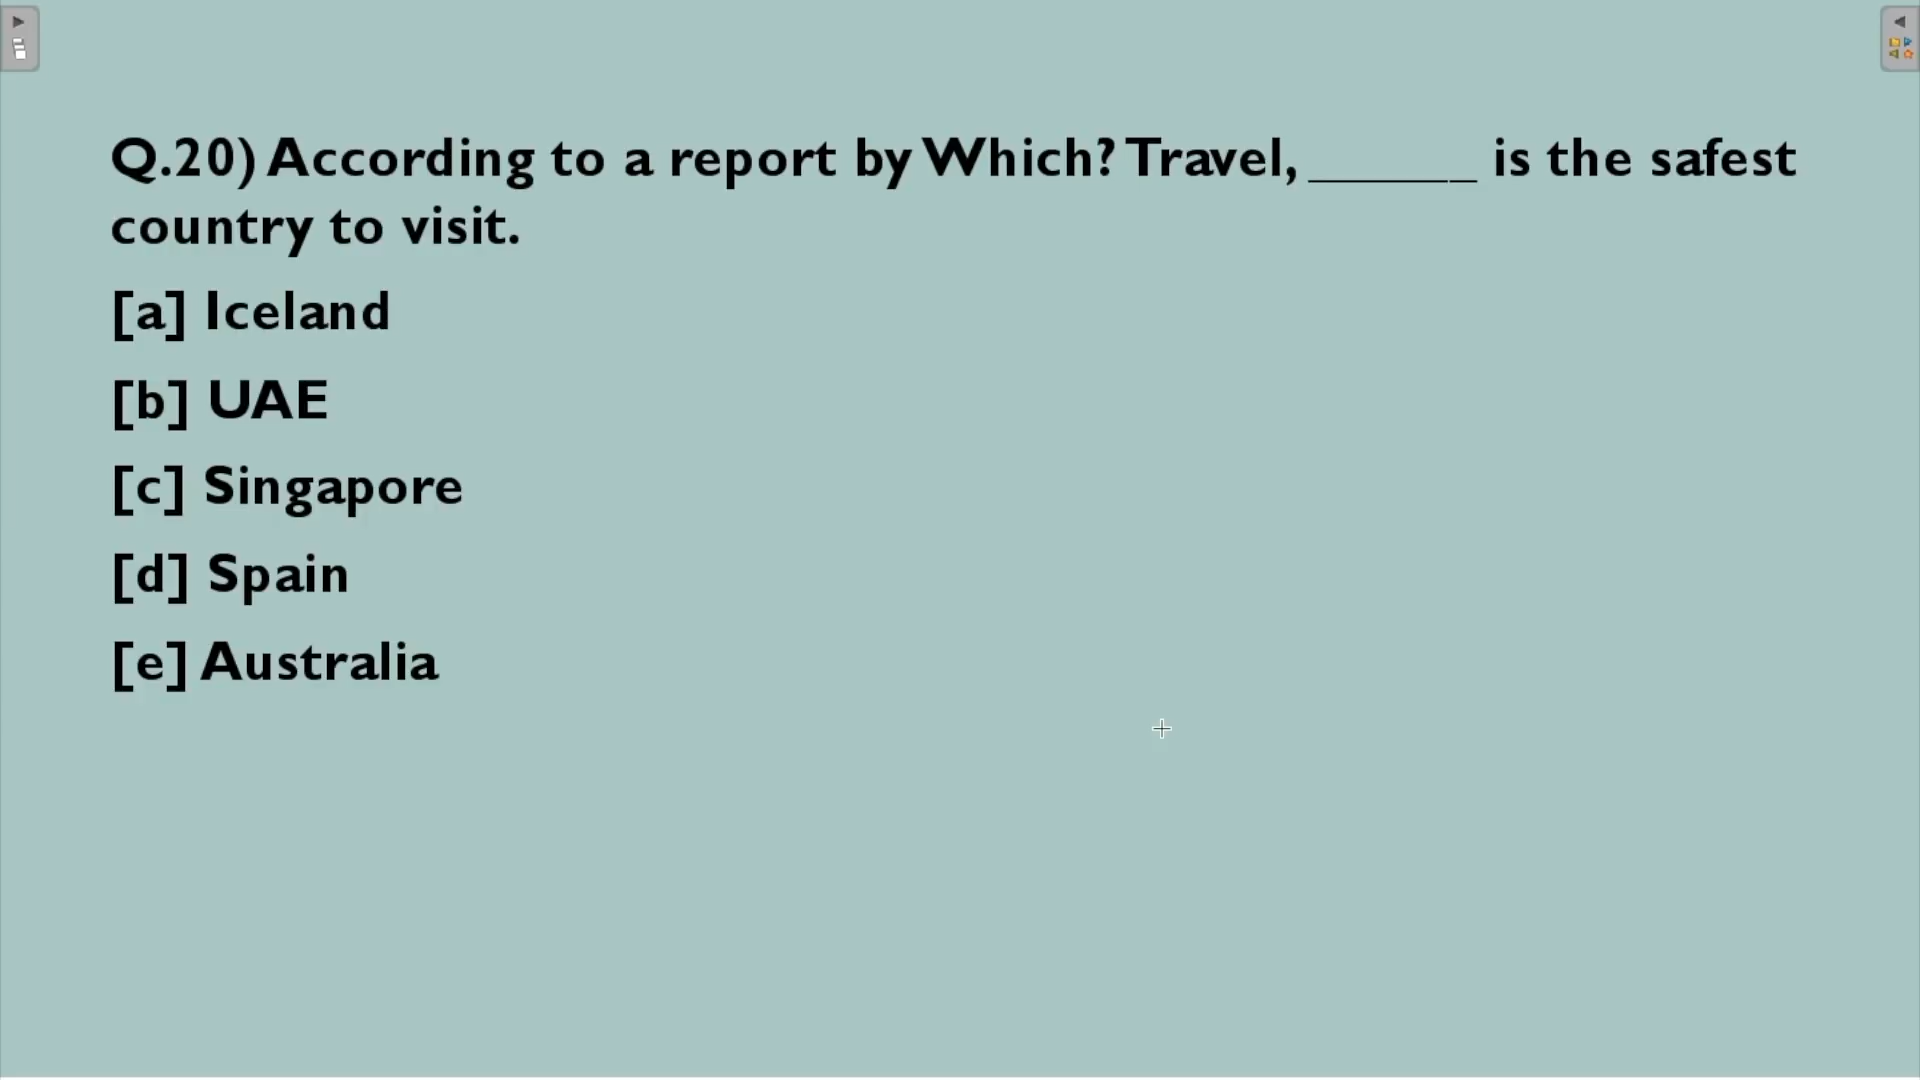 Q.20) According to a report by Which? Travel, ______ is the safest
country to visit.
[a] Iceland
[b] UAE
[c] Singapore
[d] Spain
[e] Australia